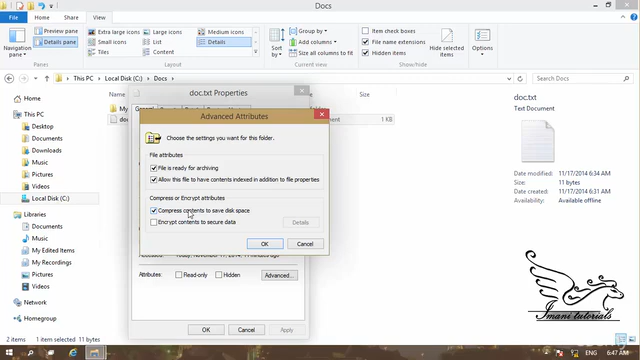 Docs
File
Home
Share
View
Preview pane
Details pane
Navigation
pane
Panes
Extra large icons
Large icons
Medium icons
Small icons
List
Details
Tiles
Content
Layout
Sort
by
Group by
Add columns
Size all columns to fit
Current view
Item check boxes
File name extensions
Hidden items
Show/hide
Options
This PC
Local Disk (C:)
Docs
Search Docs
Home
This PC
Desktop
Documents
Downloads
Music
Pictures
Videos
Local Disk (C:)
Libraries
Documents
Music
My Recordings
Pictures
Videos
Network
Homegroup
Name
My
Size
1 KB
doc.txt Properties
General
Advanced Attributes
Choose the settings you want for this folder.
File attributes
File is ready for archiving
Allow this file to have contents indexed in addition to file properties
Compress or Encrypt attributes
Compress contents to save disk space
Encrypt contents to secure data
Details
OK
Cancel
Attributes:
Read-only
Hidden
Advanced...
OK
Cancel
Apply
doc.txt
Text Document
Date modified:
11/17/2014 6:34 AM
Size:
11 bytes
Date created:
11/17/2014 6:31 AM
Availability:
Available offline
Imani tutorials
2 items
1 item selected 11 bytes
ENG
6:47 AM